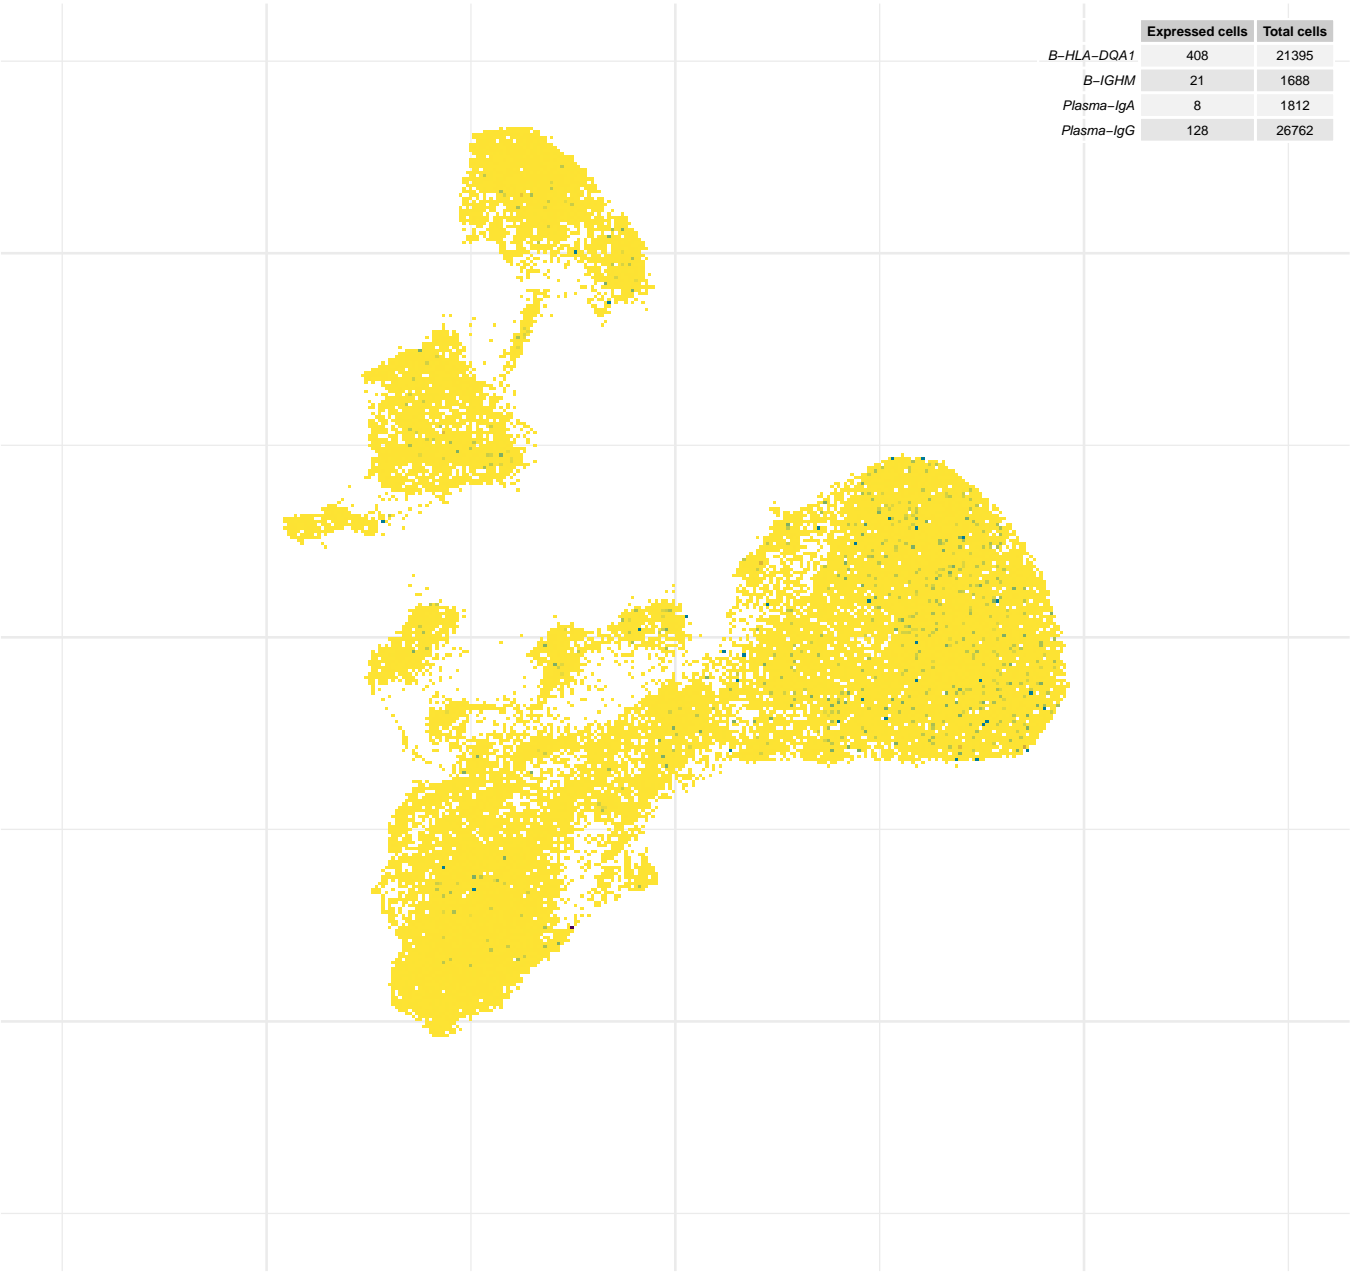 Expressed cells Total cells
B−HLA−DQA1 408 21395
B−IGHM 21 1688
Plasma−IgA 8 1812
Plasma−IgG 128 26762